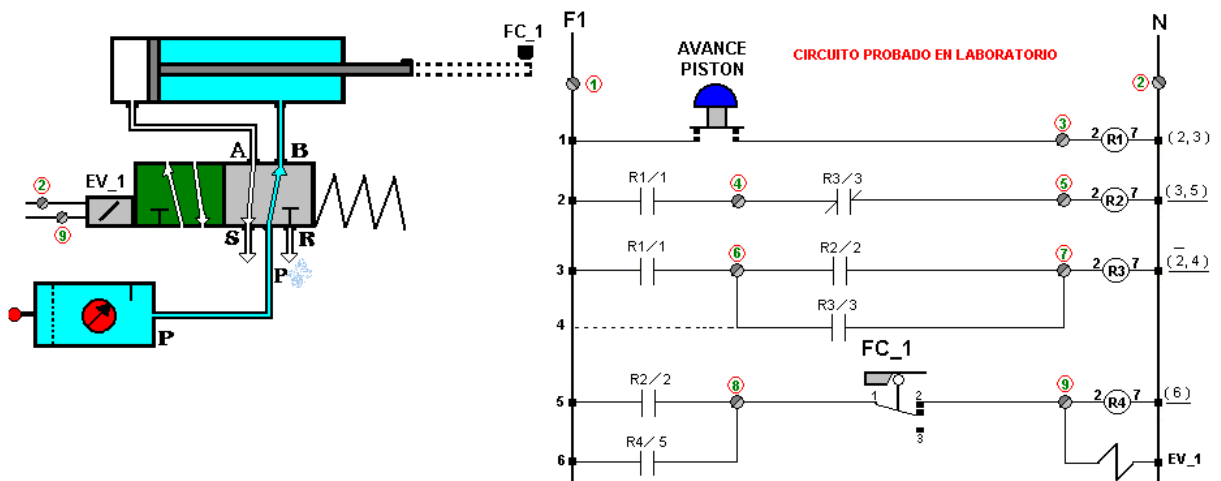 FC_1
A B
EV_1
2
9
S R
P
P
F1
N
AVANCE
PISTON
CIRCUITO PROBADO EN LABORATORIO
1
2
1
3
2 R1 7
(2,3)
2
R1/1
4
R3/3
5
2 R2 7
(3,5)
3
R1/1
6
R2/2
7
2 R3 7
(2,4)
4
R3/3
FC_1
5
R2/2
8
1
2
3
9
2 R4 7
(6)
6
R4/5
EV_1